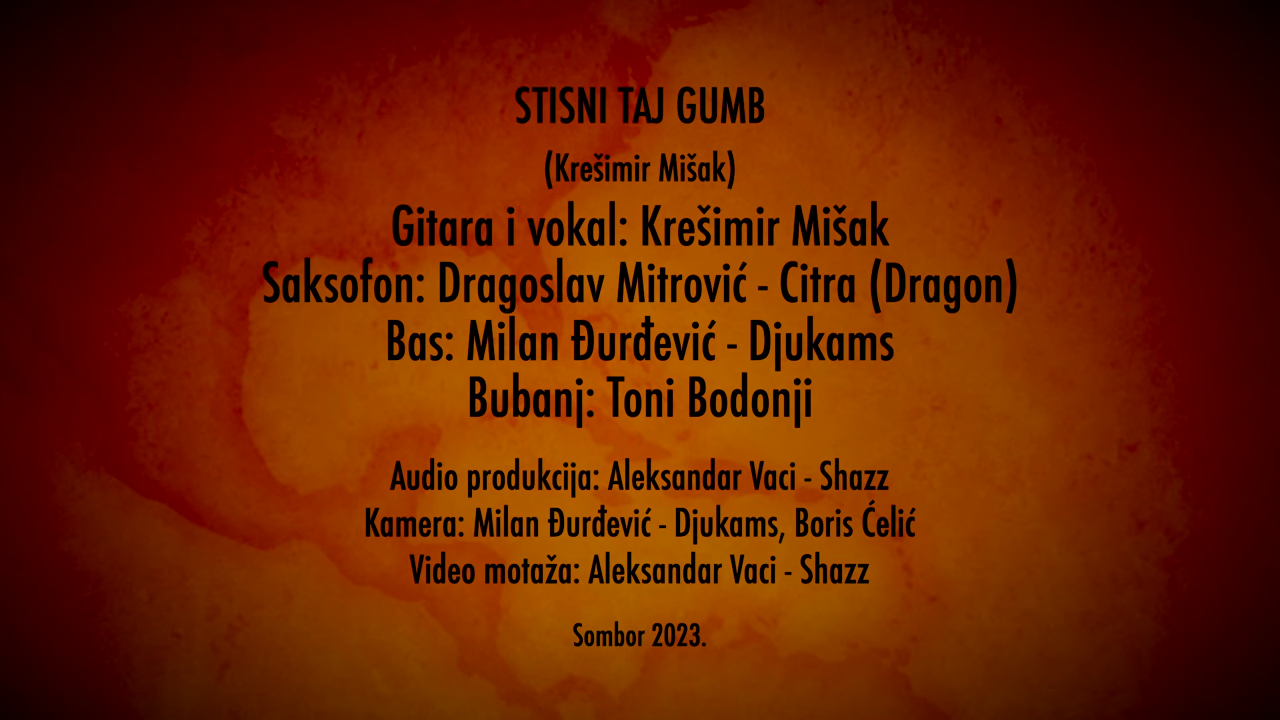 STISNI TAJ GUMB
(Krešimir Mišak)
Gitara i vokal: Krešimir Mišak
Saksofon: Dragoslav Mitrović - Citra (Dragon)
Bas: Milan Đurđević - Djukams
Bubanj: Toni Bodonji
Audio produkcija: Aleksandar Vaci - Shazz
Kamera: Milan Đurđević - Djukams, Boris Ćelić
Video motaža: Aleksandar Vaci - Shazz
Sombor 2023.